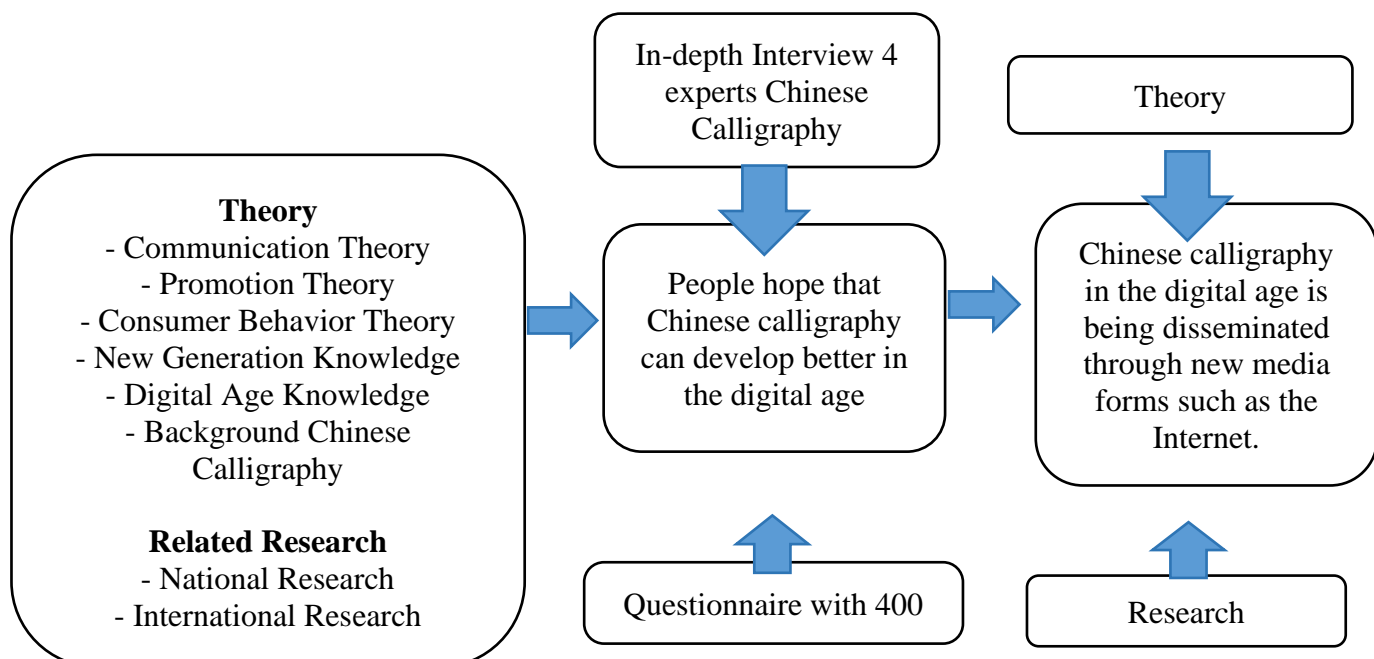 Theory
- Communication Theory
- Promotion Theory
- Consumer Behavior Theory
- New Generation Knowledge
- Digital Age Knowledge
- Background Chinese
Calligraphy
Related Research
- National Research
- International Research
In-depth Interview 4
experts Chinese
Calligraphy
People hope that
Chinese calligraphy
can develop better in
the digital age
Questionnaire with 400
Theory
Chinese calligraphy
in the digital age is
being disseminated
through new media
forms such as the
Internet.
Research